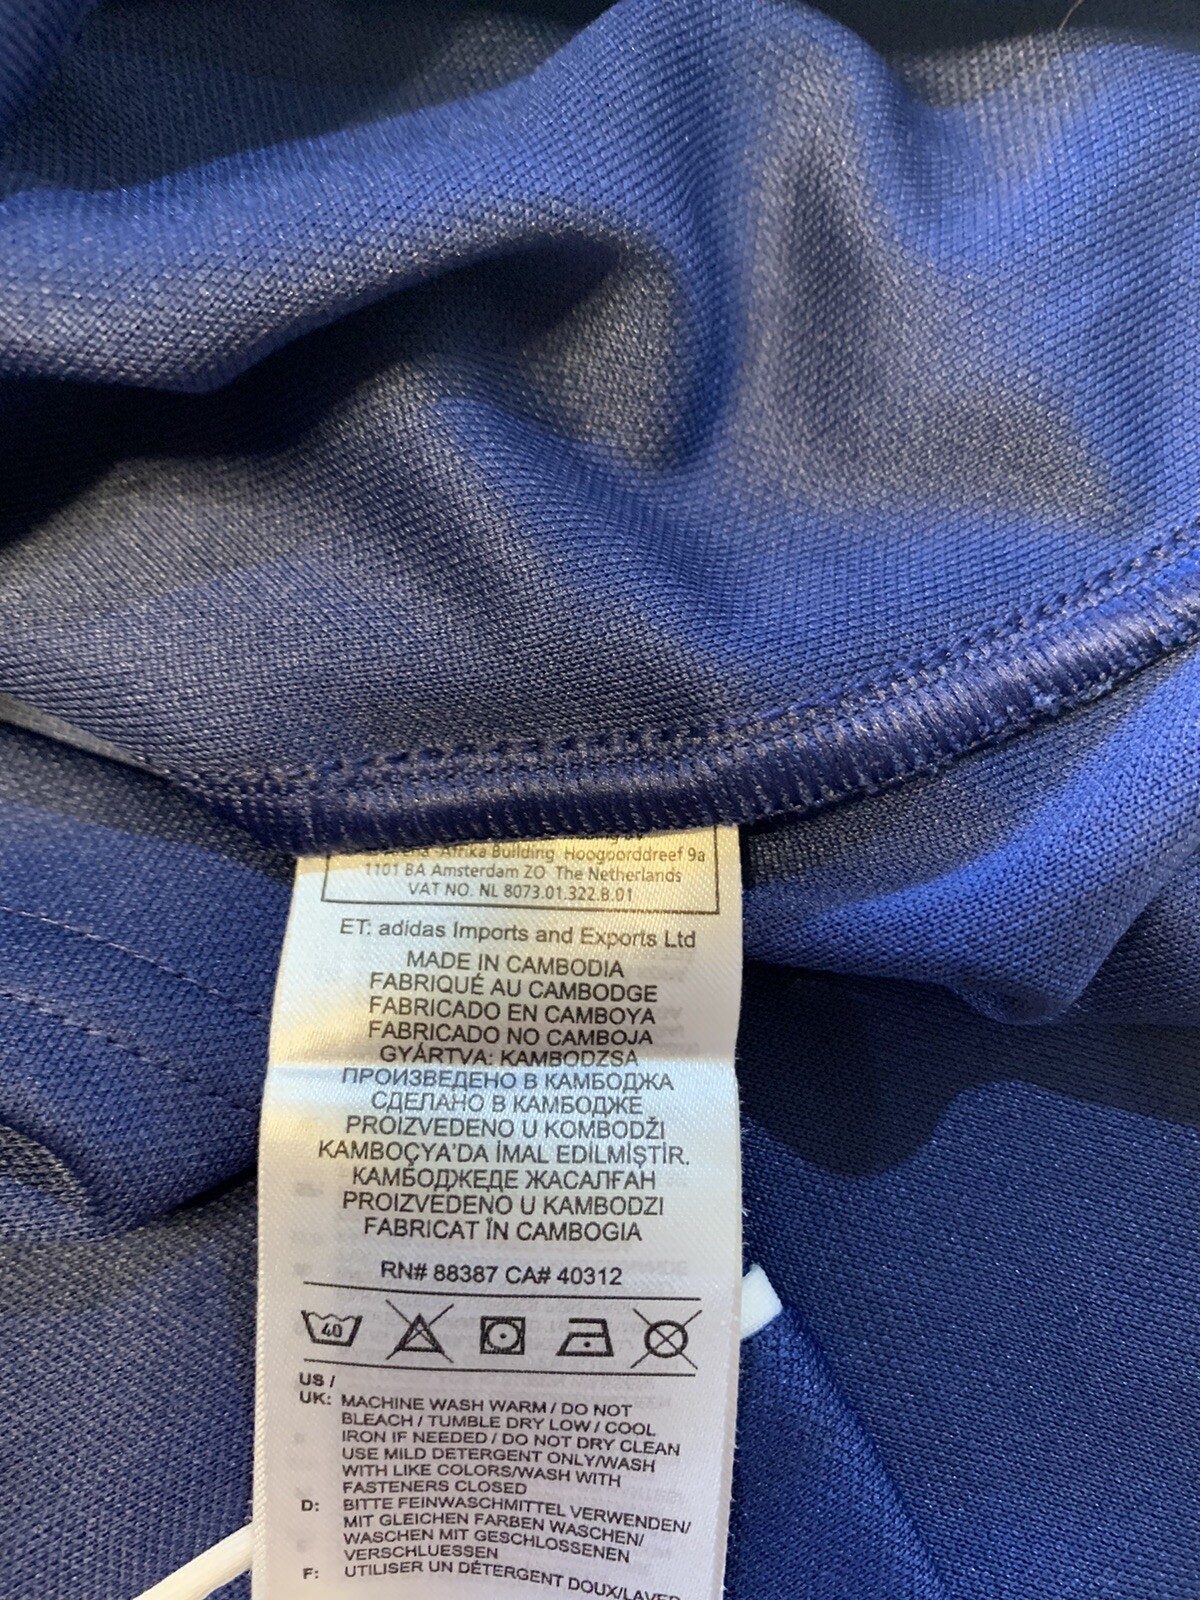 Afrika Building Hoogoorddreef 9a
1101 BA Amsterdam ZO The Netherlands
VAT NO. NL 8073.01.322.B.01
ET: adidas Imports and Exports Ltd
MADE IN CAMBODIA
FABRIQUÉ AU CAMBODGE
FABRICADO EN CAMBOYA
FABRICADO NO CAMBOJA
GYÁRTVA: KAMBODZSA
ПРОИЗВЕДЕНО В КАМБОДЖА
СДЕЛАНО В КАМБОДЖЕ
PROIZVEDENO U KOMBODŽI
KAMBOÇYA'DA İMAL EDİLMİŞTİR.
КАМБОДЖЕДЕ ЖАСАЛҒАН
PROIZVEDENO U KAMBODZI
FABRICAT ÎN CAMBOGIA
RN# 88387 CA# 40312
40
US /
UK: MACHINE WASH WARM / DO NOT
BLEACH / TUMBLE DRY LOW / COOL
IRON IF NEEDED / DO NOT DRY CLEAN
USE MILD DETERGENT ONLY/WASH
WITH LIKE COLORS/WASH WITH
FASTENERS CLOSED
D: BITTE FEINWASCHMITTEL VERWENDEN/
MIT GLEICHEN FARBEN WASCHEN/
WASCHEN MIT GESCHLOSSENEN
VERSCHLUESSEN
F: UTILISER UN DÉTERGENT DOUX/LAVER